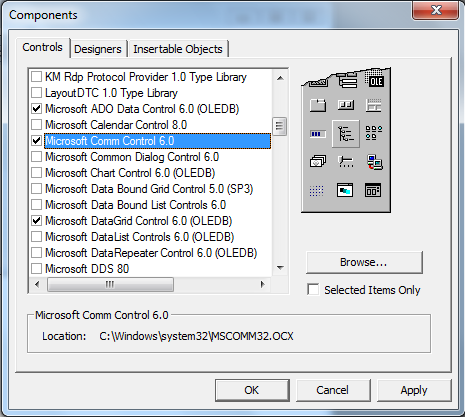 Components
Controls
Designers
Insertable Objects
KM Rdp Protocol Provider 1.0 Type Library
LayoutDTC 1.0 Type Library
Microsoft ADO Data Control 6.0 (OLEDB)
Microsoft Calendar Control 8.0
Microsoft Comm Control 6.0
Microsoft Common Dialog Control 6.0
Microsoft Chart Control 6.0 (OLEDB)
Microsoft Data Bound Grid Control 5.0 (SP3)
Microsoft Data Bound List Controls 6.0
Microsoft DataGrid Control 6.0 (OLEDB)
Microsoft DataList Controls 6.0 (OLEDB)
Microsoft DataRepeater Control 6.0 (OLEDB)
Microsoft DDS 80
OLE
Browse...
Selected Items Only
Microsoft Comm Control 6.0
Location: C:\Windows\system32\MSCOMM32.OCX
OK
Cancel
Apply